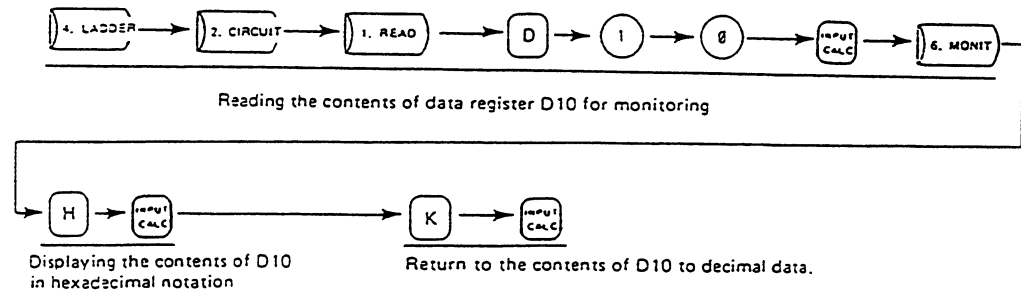 4. LADDER
2. CIRCUIT
1. READ
D
1
0
INPUT
CALC
6. MONIT
Reading the contents of data register D10 for monitoring
H
INPUT
CALC
K
INPUT
CALC
Displaying the contents of D10
in hexadecimal notation
Return to the contents of D10 to decimal data.